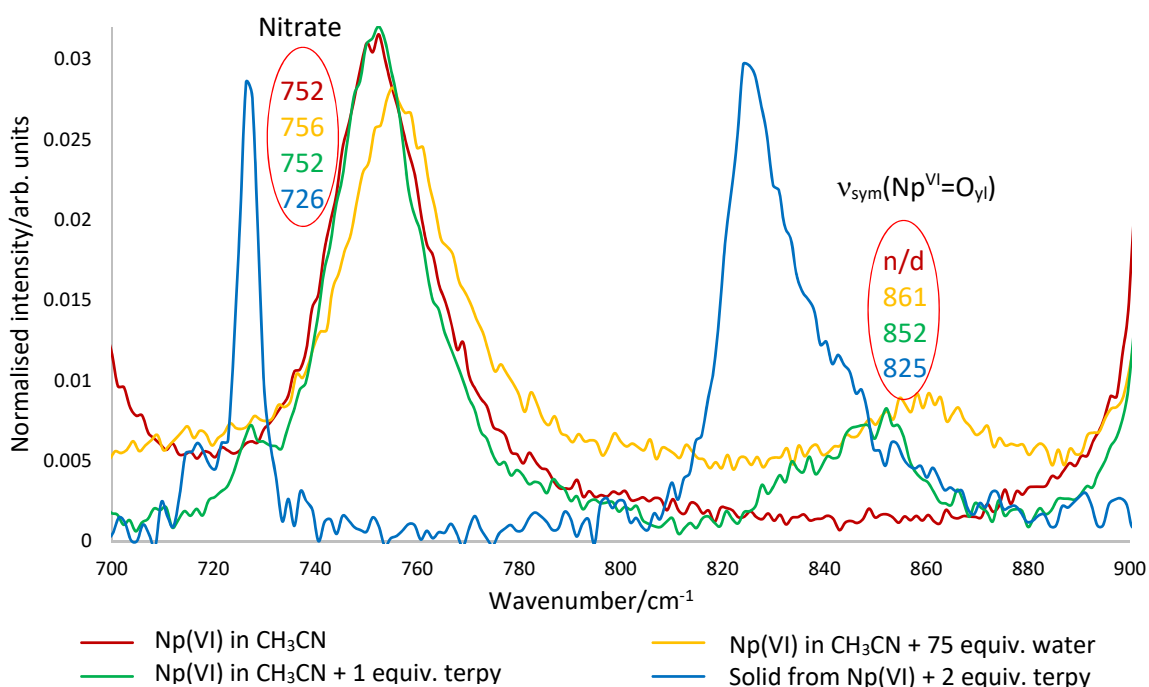 Nitrate
752
756
752
726
νsym(NpVI=Oyl)
n/d
861
852
825
Normalised intensity/arb. units
0.03
0.025
0.02
0.015
0.01
0.005
0
700 720 740 760 780 800 820 840 860 880 900
Wavenumber/cm-1
Np(VI) in CH3CN
Np(VI) in CH3CN + 75 equiv. water
Np(VI) in CH3CN + 1 equiv. terpy
Solid from Np(VI) + 2 equiv. terpy